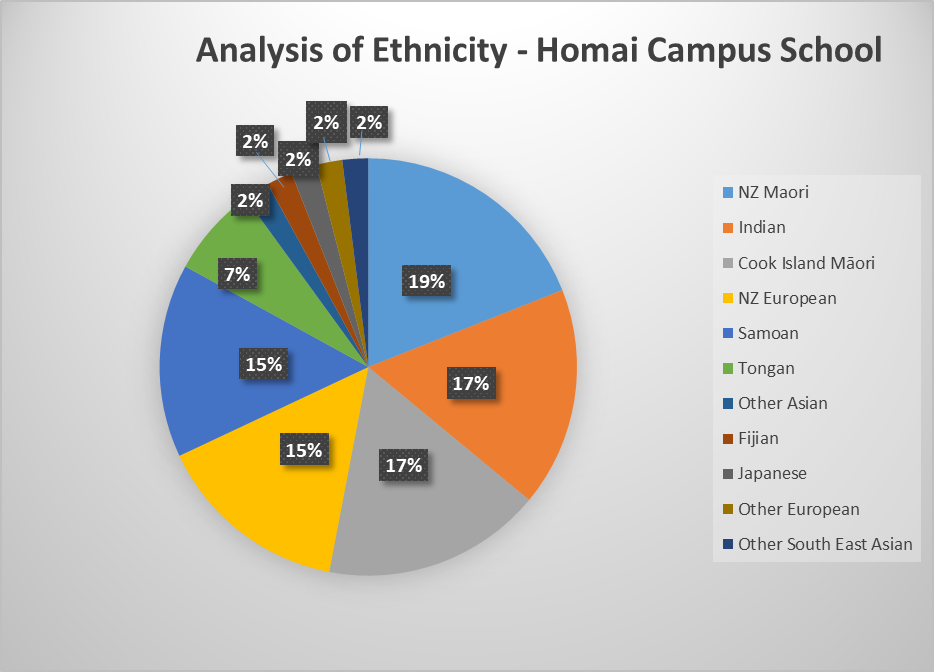 Analysis of Ethnicity - Homai Campus School
2%
2%
2%
2%
2%
7%
19%
15%
17%
15%
17%
NZ Maori
Indian
Cook Island Māori
NZ European
Samoan
Tongan
Other Asian
Fijian
Japanese
Other European
Other South East Asian